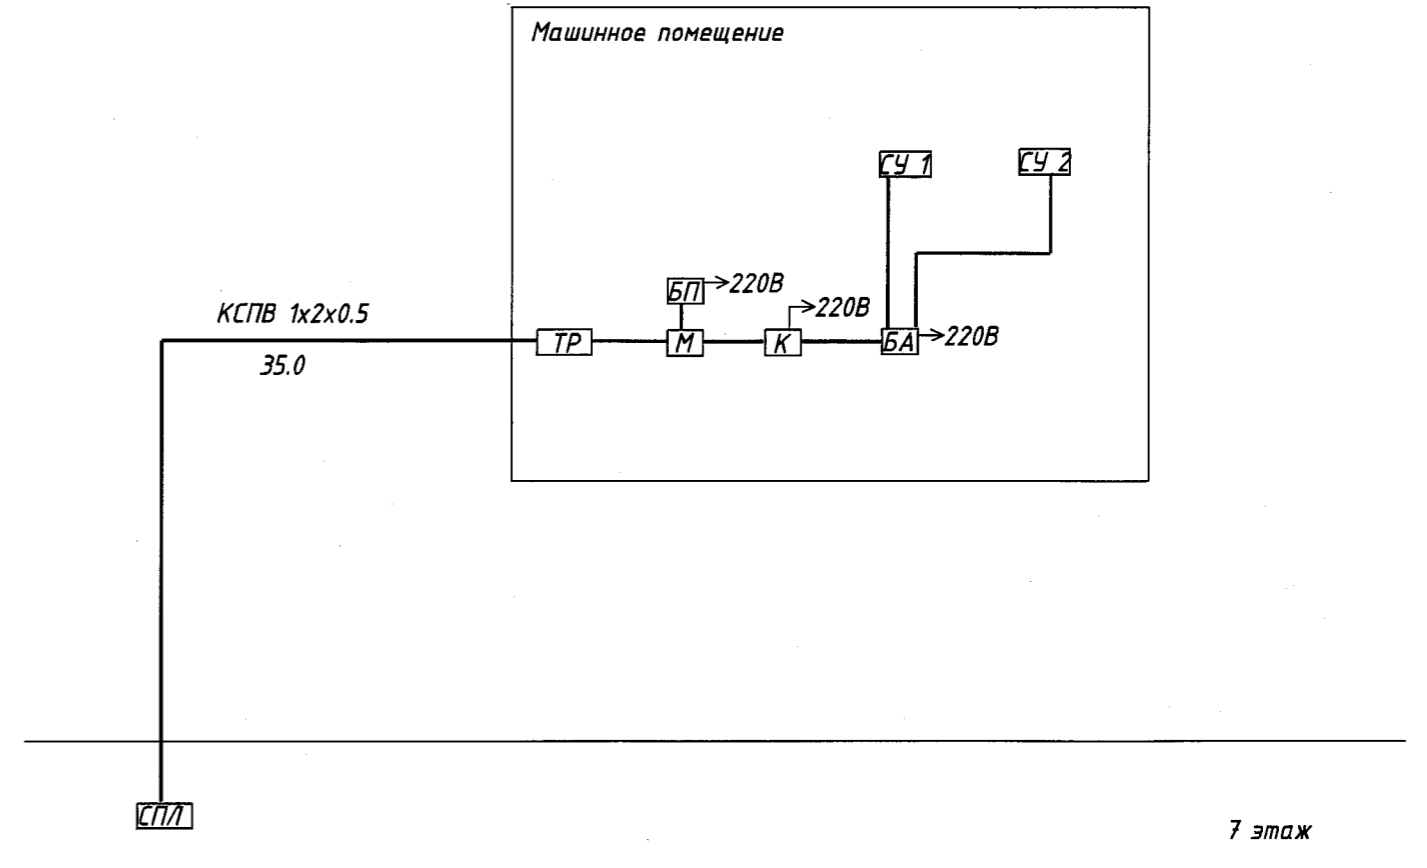 Машинное помещение
СУ 1
СУ 2
БП
220В
220В
КСПВ 1x2x0.5
ТР
М
К
БА
220В
35.0
СПЛ
7 этаж